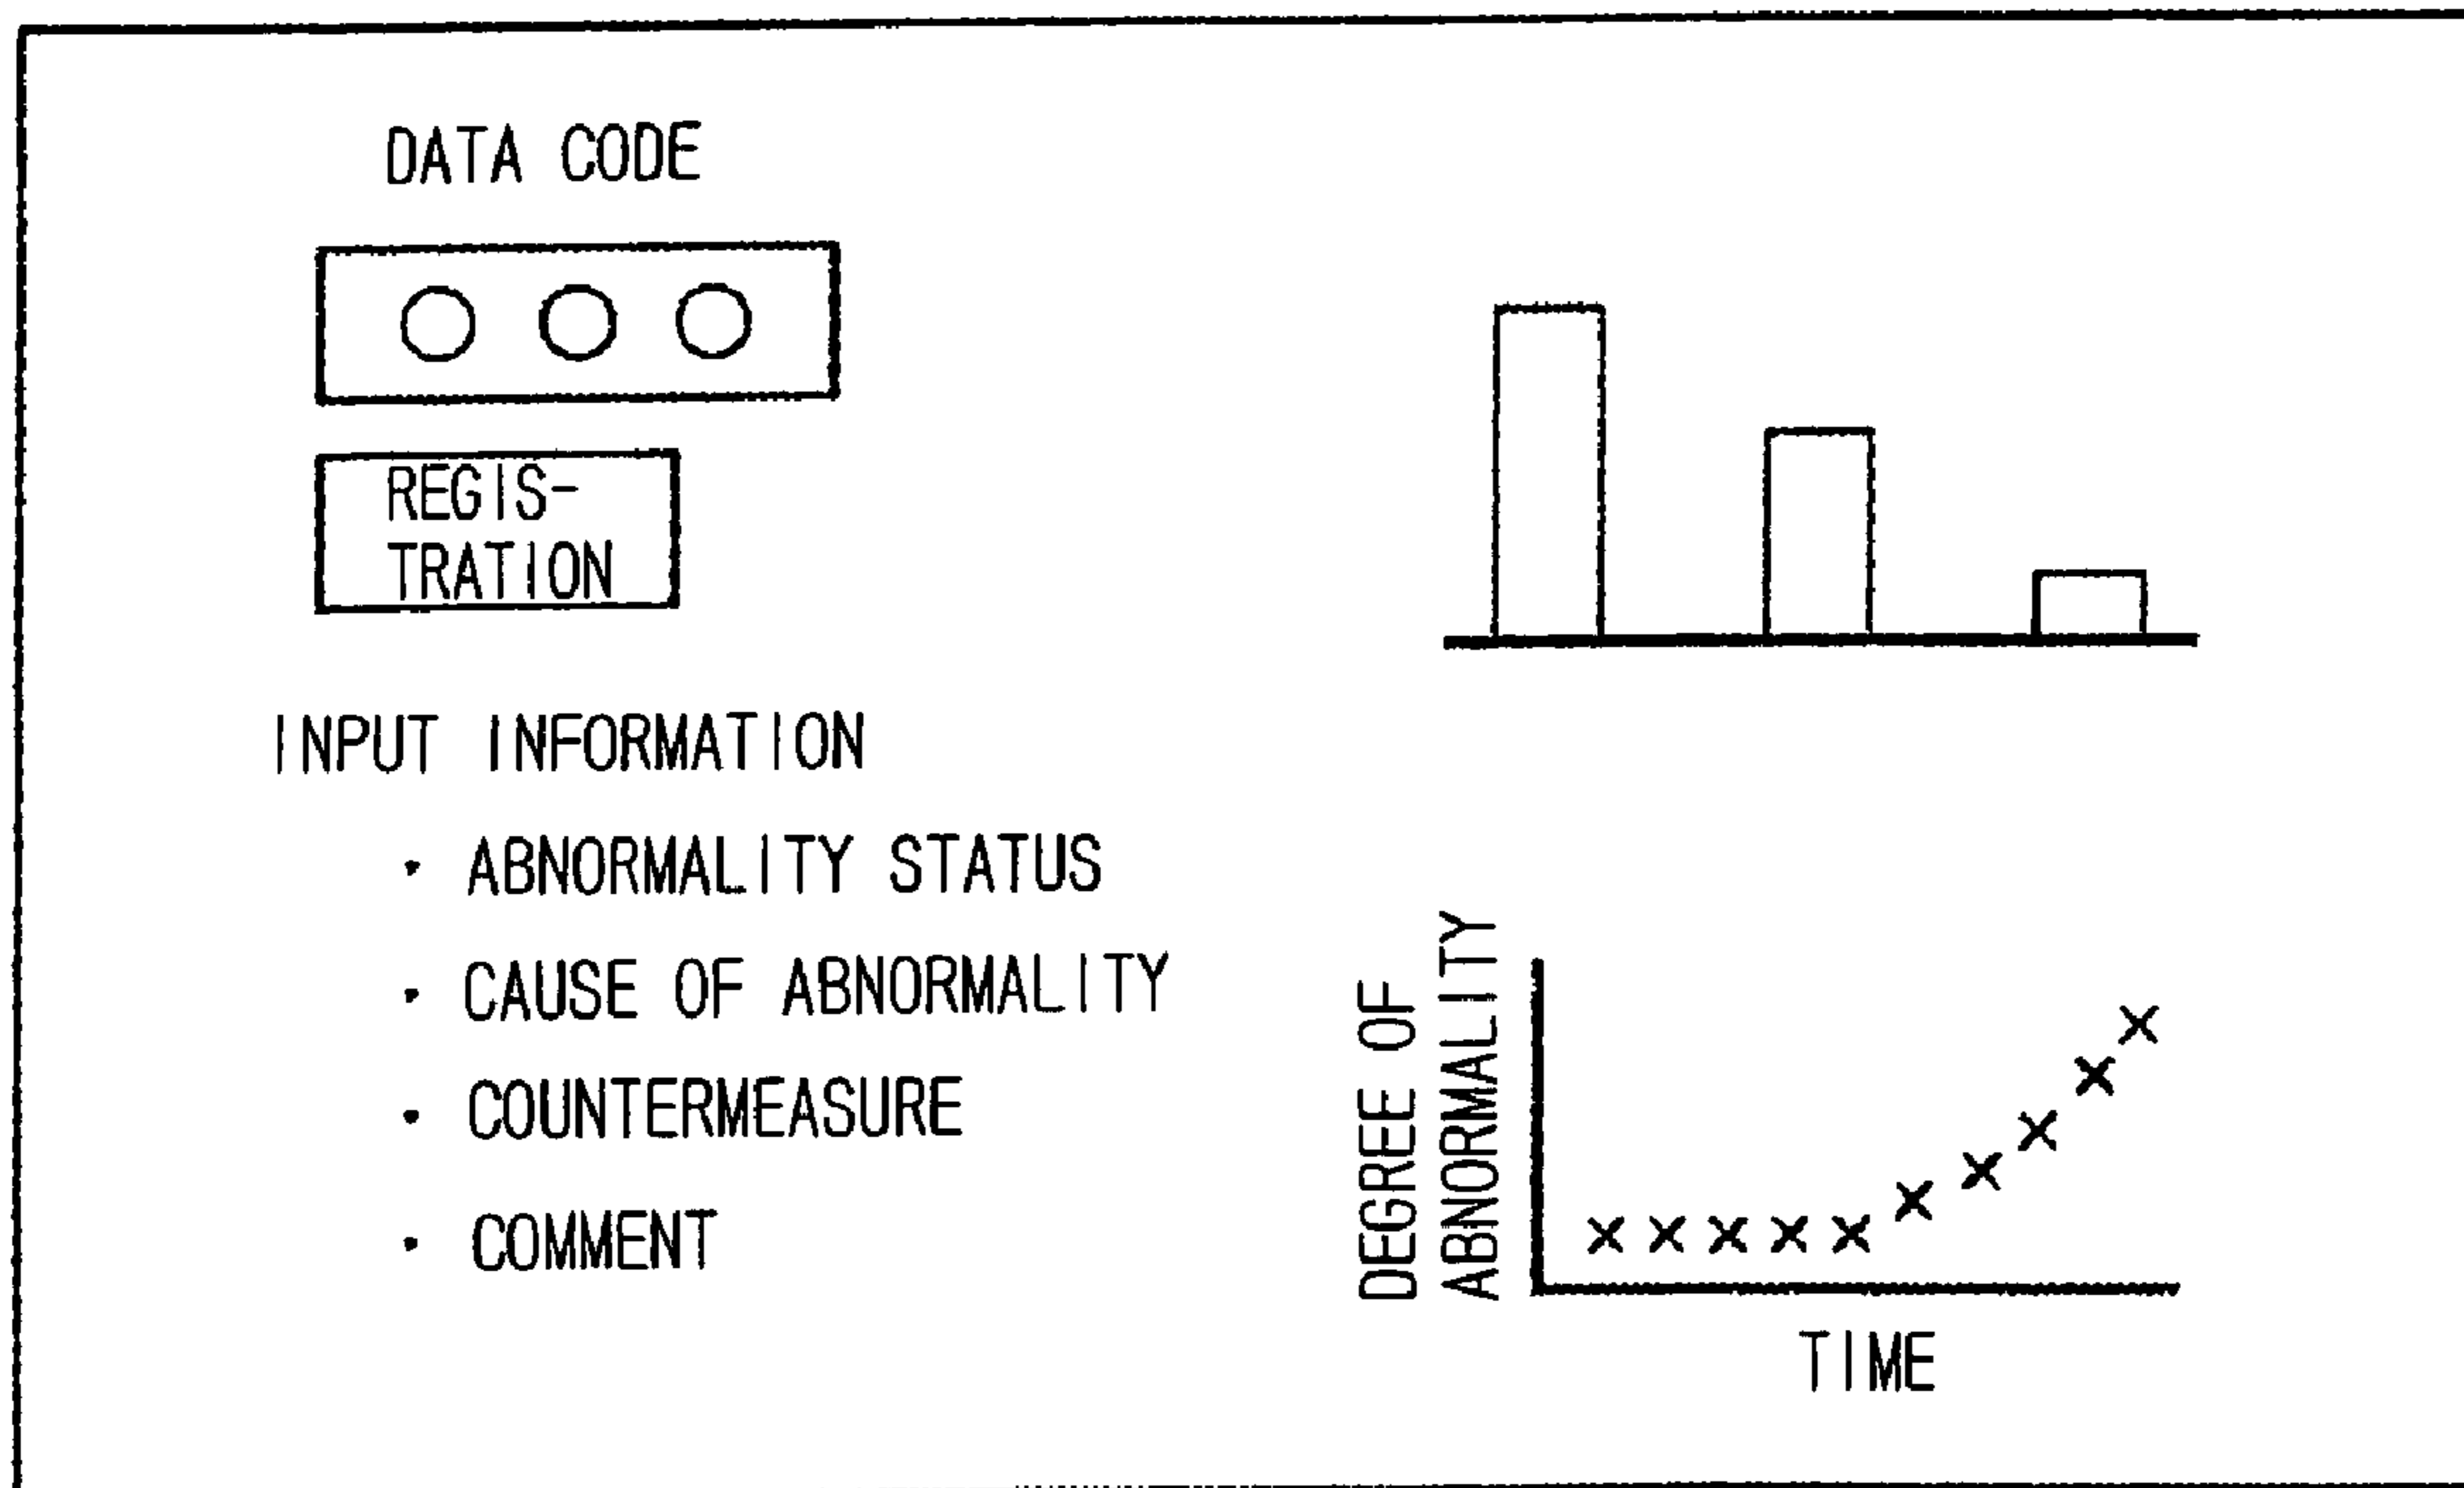 DATA CODE
○ ○ ○
REGIS-
TRATION
INPUT INFORMATION
· ABNORMALITY STATUS
· CAUSE OF ABNORMALITY
· COUNTERMEASURE
· COMMENT
DEGREE OF
ABNORMALITY
TIME